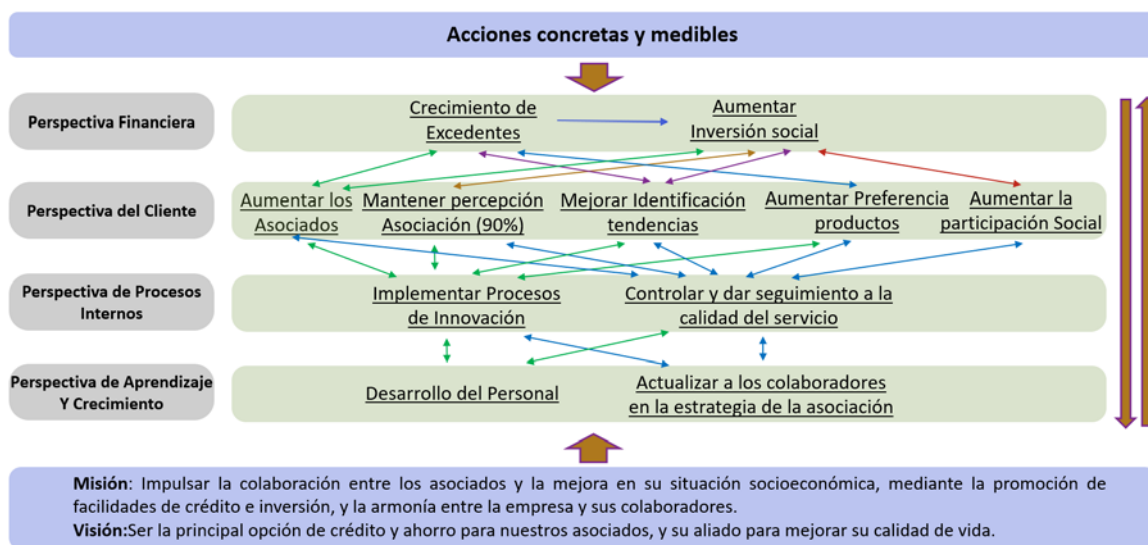 Acciones concretas y medibles
Perspectiva Financiera
Crecimiento de
Excedentes
Aumentar
Inversión social
Perspectiva del Cliente
Aumentar los
Asociados
Mantener percepción
Asociación (90%)
Mejorar Identificación
tendencias
Aumentar Preferencia
productos
Aumentar la
participación Social
Perspectiva de Procesos
Internos
Implementar Procesos
de Innovación
Controlar y dar seguimiento a la
calidad del servicio
Perspectiva de Aprendizaje
Y Crecimiento
Desarrollo del Personal
Actualizar a los colaboradores
en la estrategia de la asociación
Misión: Impulsar la colaboración entre los asociados y la mejora en su situación socioeconómica, mediante la promoción de
facilidades de crédito e inversión, y la armonía entre la empresa y sus colaboradores.
Visión:Ser la principal opción de crédito y ahorro para nuestros asociados, y su aliado para mejorar su calidad de vida.